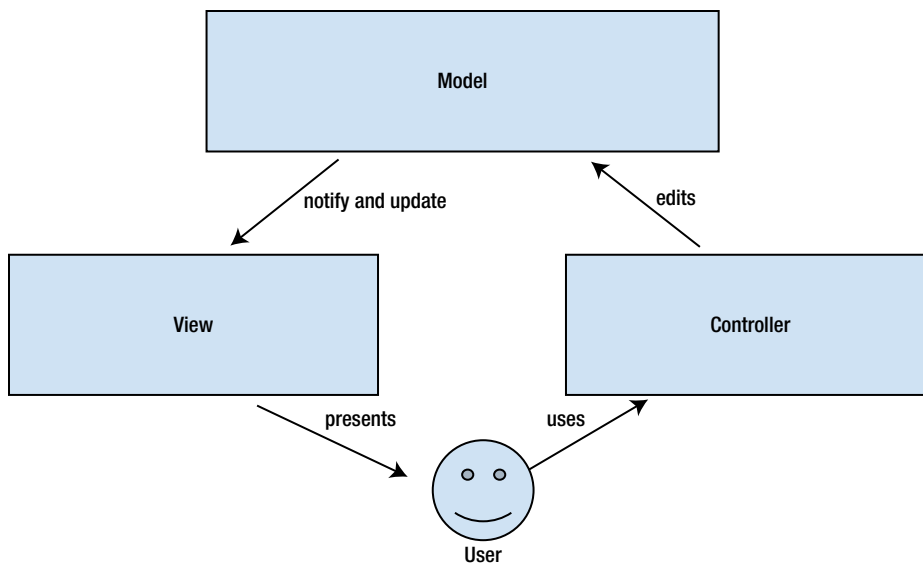 Model
notify and update
edits
View
Controller
presents
uses
User